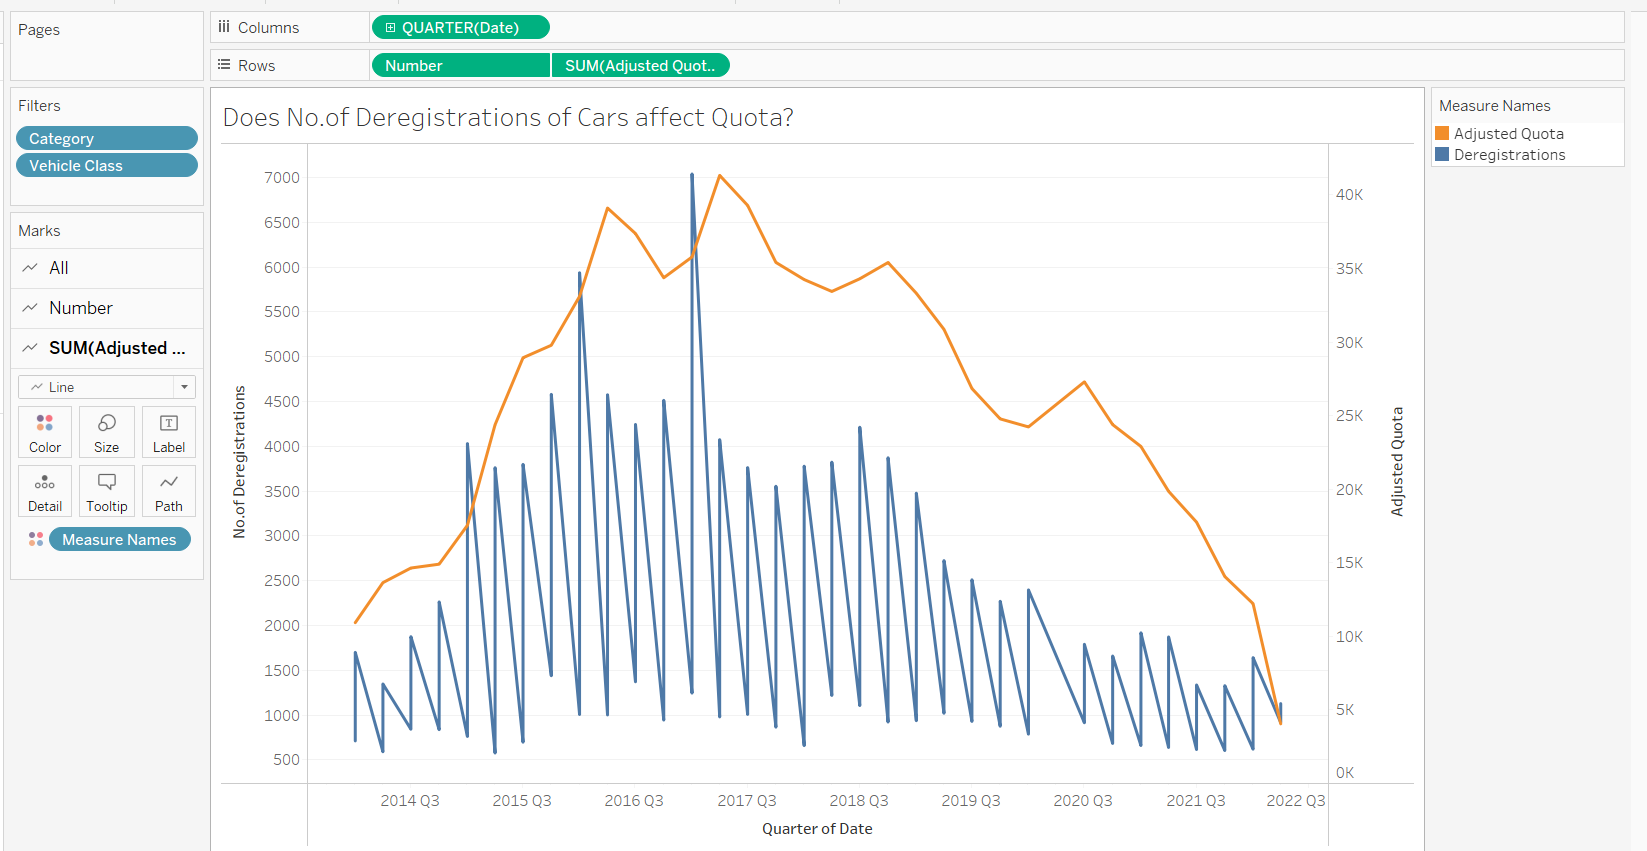 Pages
Columns
QUARTER(Date)
Rows
Number
SUM(Adjusted Quot..
Filters
Category
Vehicle Class
Marks
All
Number
SUM(Adjusted ...
Line
Color
Size
Label
Detail
Tooltip
Path
Measure Names
Does No.of Deregistrations of Cars affect Quota?
No.of Deregistrations
7000
6500
6000
5500
5000
4500
4000
3500
3000
2500
2000
1500
1000
500
40K
35K
30K
25K
20K
15K
10K
5K
0K
Adjusted Quota
2014 Q3 2015 Q3 2016 Q3 2017 Q3 2018 Q3 2019 Q3 2020 Q3 2021 Q3 2022 Q3
Quarter of Date
Measure Names
Adjusted Quota
Deregistrations